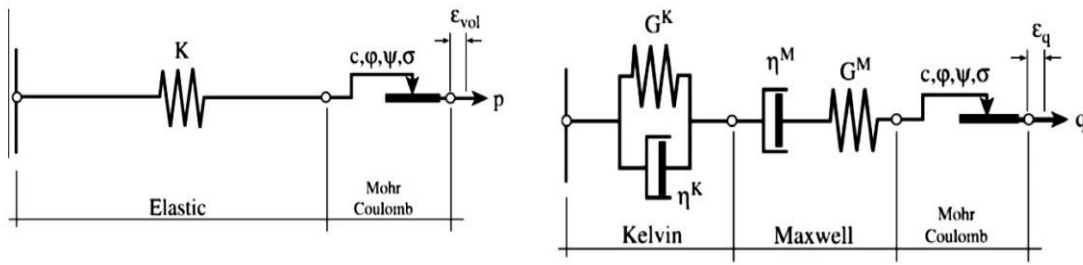 ε_vol
K
c,φ,ψ,σ
p
Elastic
Mohr
Coulomb
G^K
η^M
G^M
c,φ,ψ,σ
ε_q
q
η^K
Kelvin
Maxwell
Mohr
Coulomb